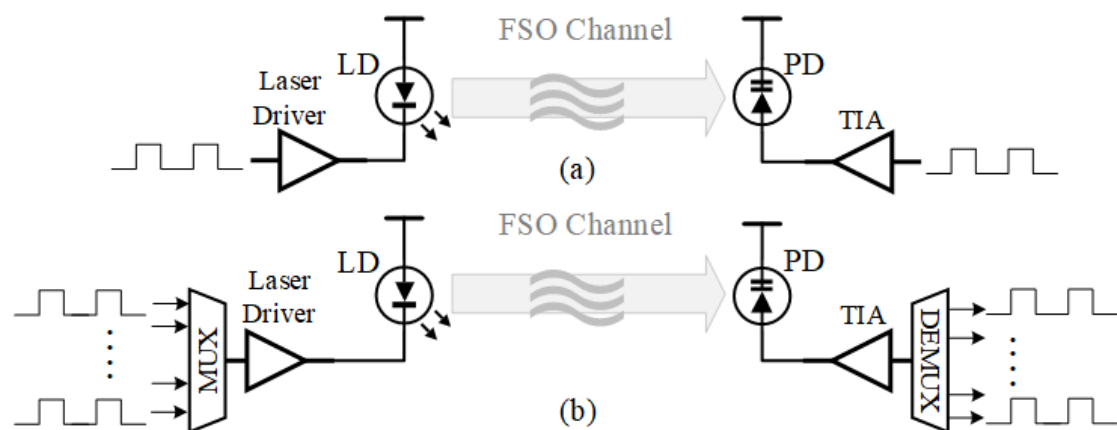 FSO Channel
LD
PD
Laser
Driver
TIA
(a)
FSO Channel
LD
PD
Laser
Driver
TIA
MUX
DEMUX
(b)